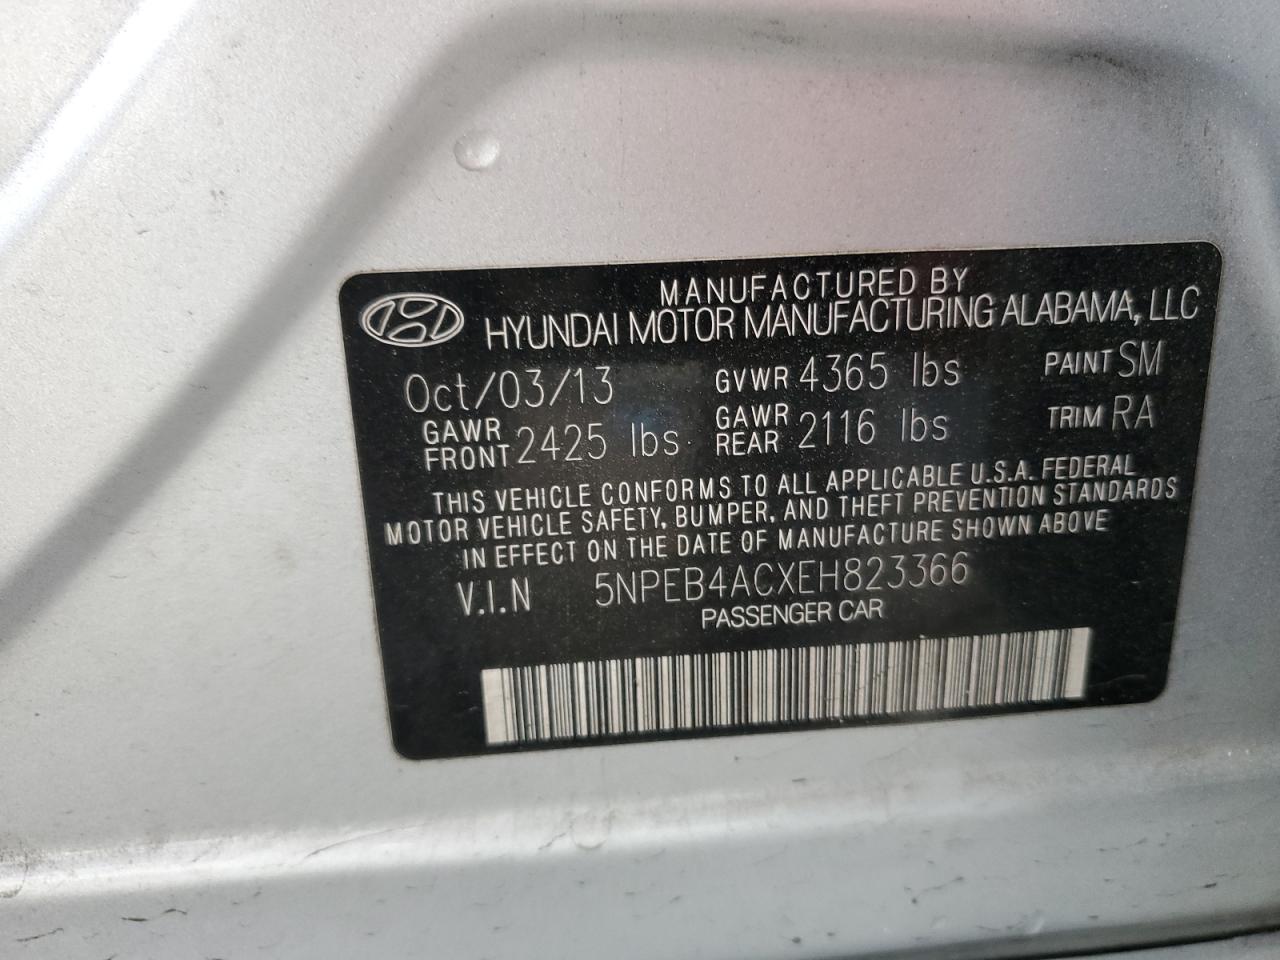 MANUFACTURED BY
HYUNDAI MOTOR MANUFACTURING ALABAMA, LLC
Oct/03/13 GVWR 4365 lbs PAINT SM
GAWR FRONT 2425 lbs GAWR REAR 2116 lbs TRIM RA
THIS VEHICLE CONFORMS TO ALL APPLICABLE U.S.A. FEDERAL
MOTOR VEHICLE SAFETY, BUMPER, AND THEFT PREVENTION STANDARDS
IN EFFECT ON THE DATE OF MANUFACTURE SHOWN ABOVE
V.I.N 5NPEB4ACXEH823366
PASSENGER CAR